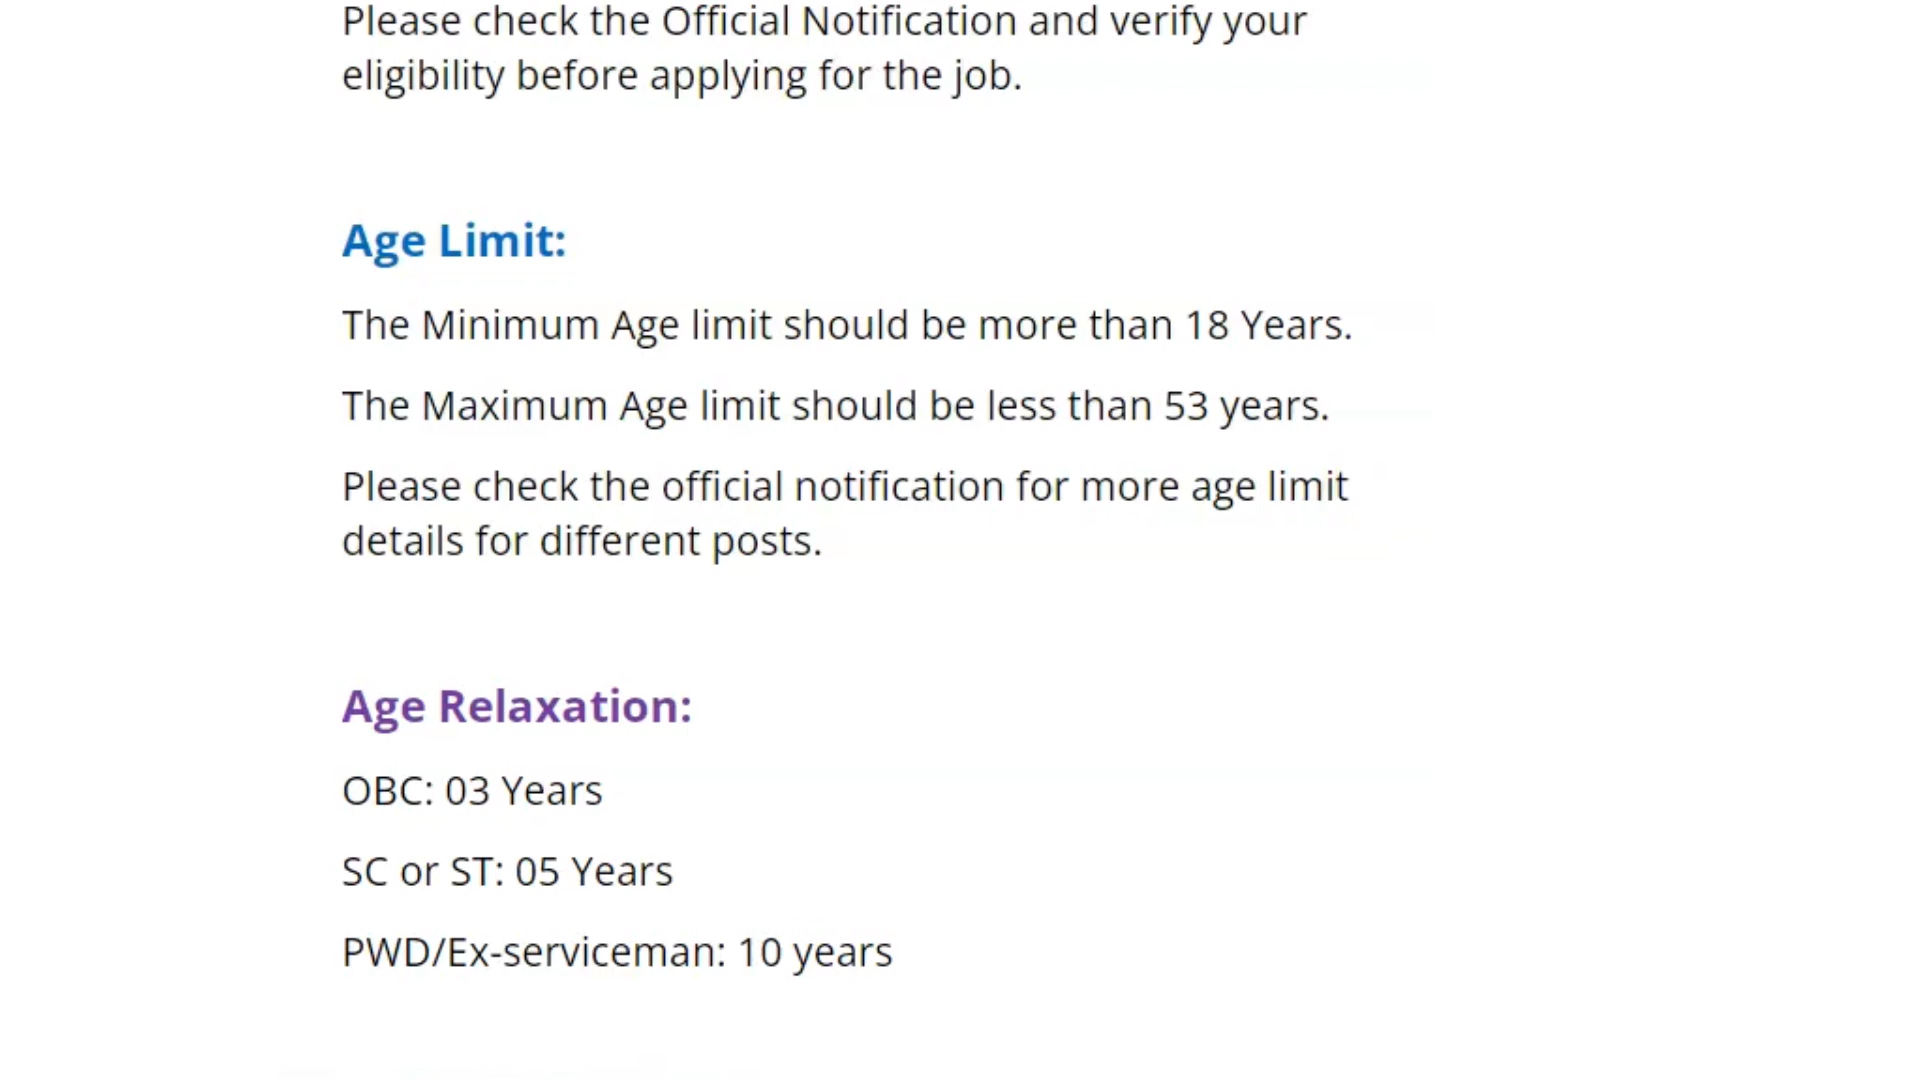 Please check the Official Notification and verify your
eligibility before applying for the job.
Age Limit:
The Minimum Age limit should be more than 18 Years.
The Maximum Age limit should be less than 53 years.
Please check the official notification for more age limit
details for different posts.
Age Relaxation:
OBC: 03 Years
SC or ST: 05 Years
PWD/Ex-serviceman: 10 years